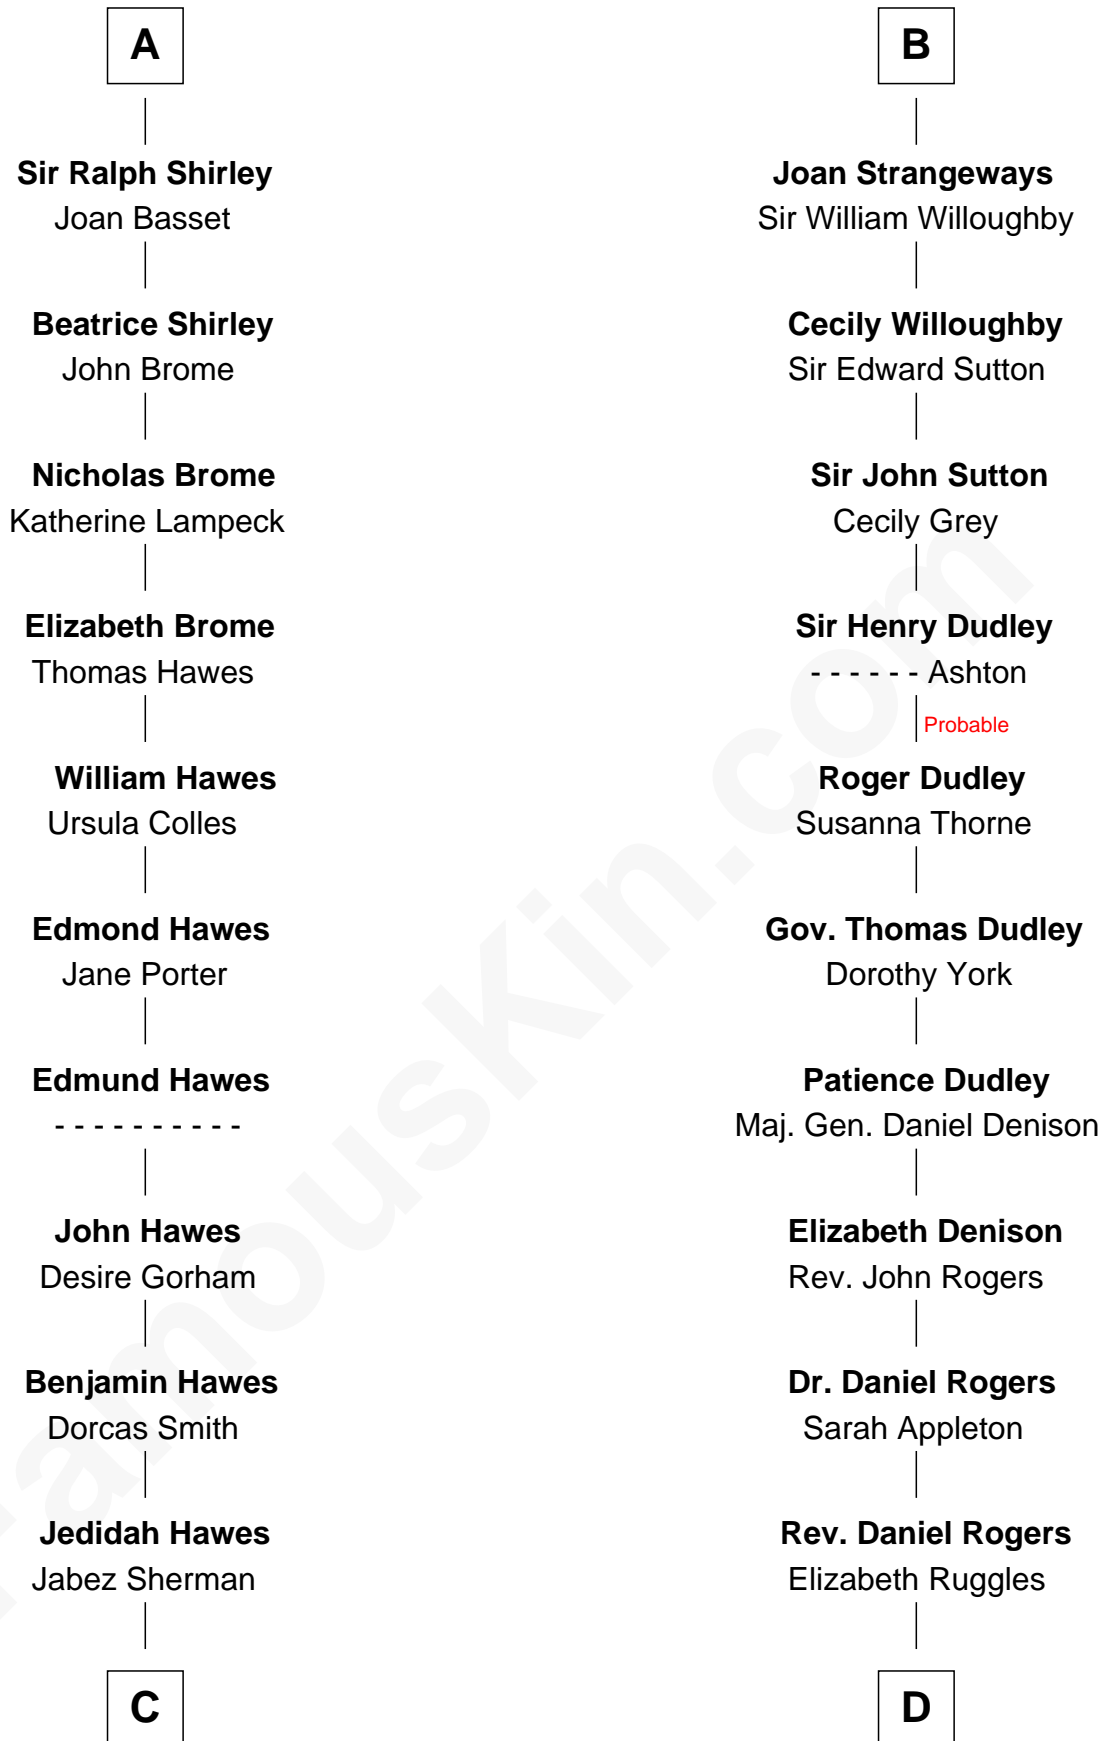 A
Sir Ralph Shirley
Joan Basset
Beatrice Shirley
John Brome
Nicholas Brome
Katherine Lampeck
Elizabeth Brome
Thomas Hawes
William Hawes
Ursula Colles
Edmond Hawes
Jane Porter
Edmund Hawes
- - - - - - - - - -
John Hawes
Desire Gorham
Benjamin Hawes
Dorcas Smith
Jedidah Hawes
Jabez Sherman
C
B
Joan Strangeways
Sir William Willoughby
Cecily Willoughby
Sir Edward Sutton
Sir John Sutton
Cecily Grey
Sir Henry Dudley
- - - - - - Ashton
Probable
Roger Dudley
Susanna Thorne
Gov. Thomas Dudley
Dorothy York
Patience Dudley
Maj. Gen. Daniel Denison
Elizabeth Denison
Rev. John Rogers
Dr. Daniel Rogers
Sarah Appleton
Rev. Daniel Rogers
Elizabeth Ruggles
D
FamousKin.com